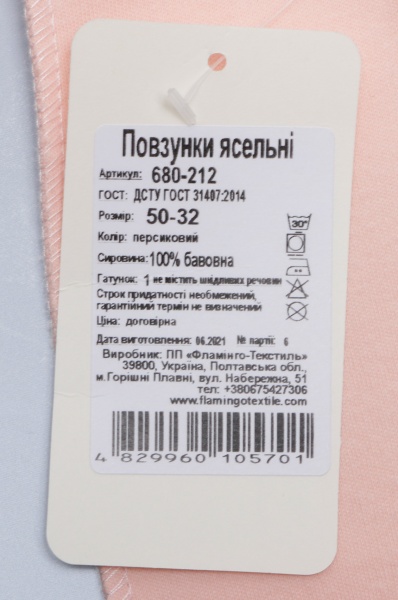 Повзунки ясельні
Артикул: 680-212
ГОСТ: ДСТУ ГОСТ 31407:2014
Розмір: 50-32
Колір: персиковий
Сировина: 100% бавовна
Гатунок: 1 не містить шкідливих речовин
Строк придатності необмежений,
гарантійний термін не визначений
Ціна: договірна
Дата виготовлення: 06.2021 № партії: 6
Виробник: ПП «Фламінго-Текстиль»
39800, Україна, Полтавська обл.,
м.Горішні Плавні, вул. Набережна, 51
тел: +380675427306
www.flamingotextile.com
30°
4 829960 105701